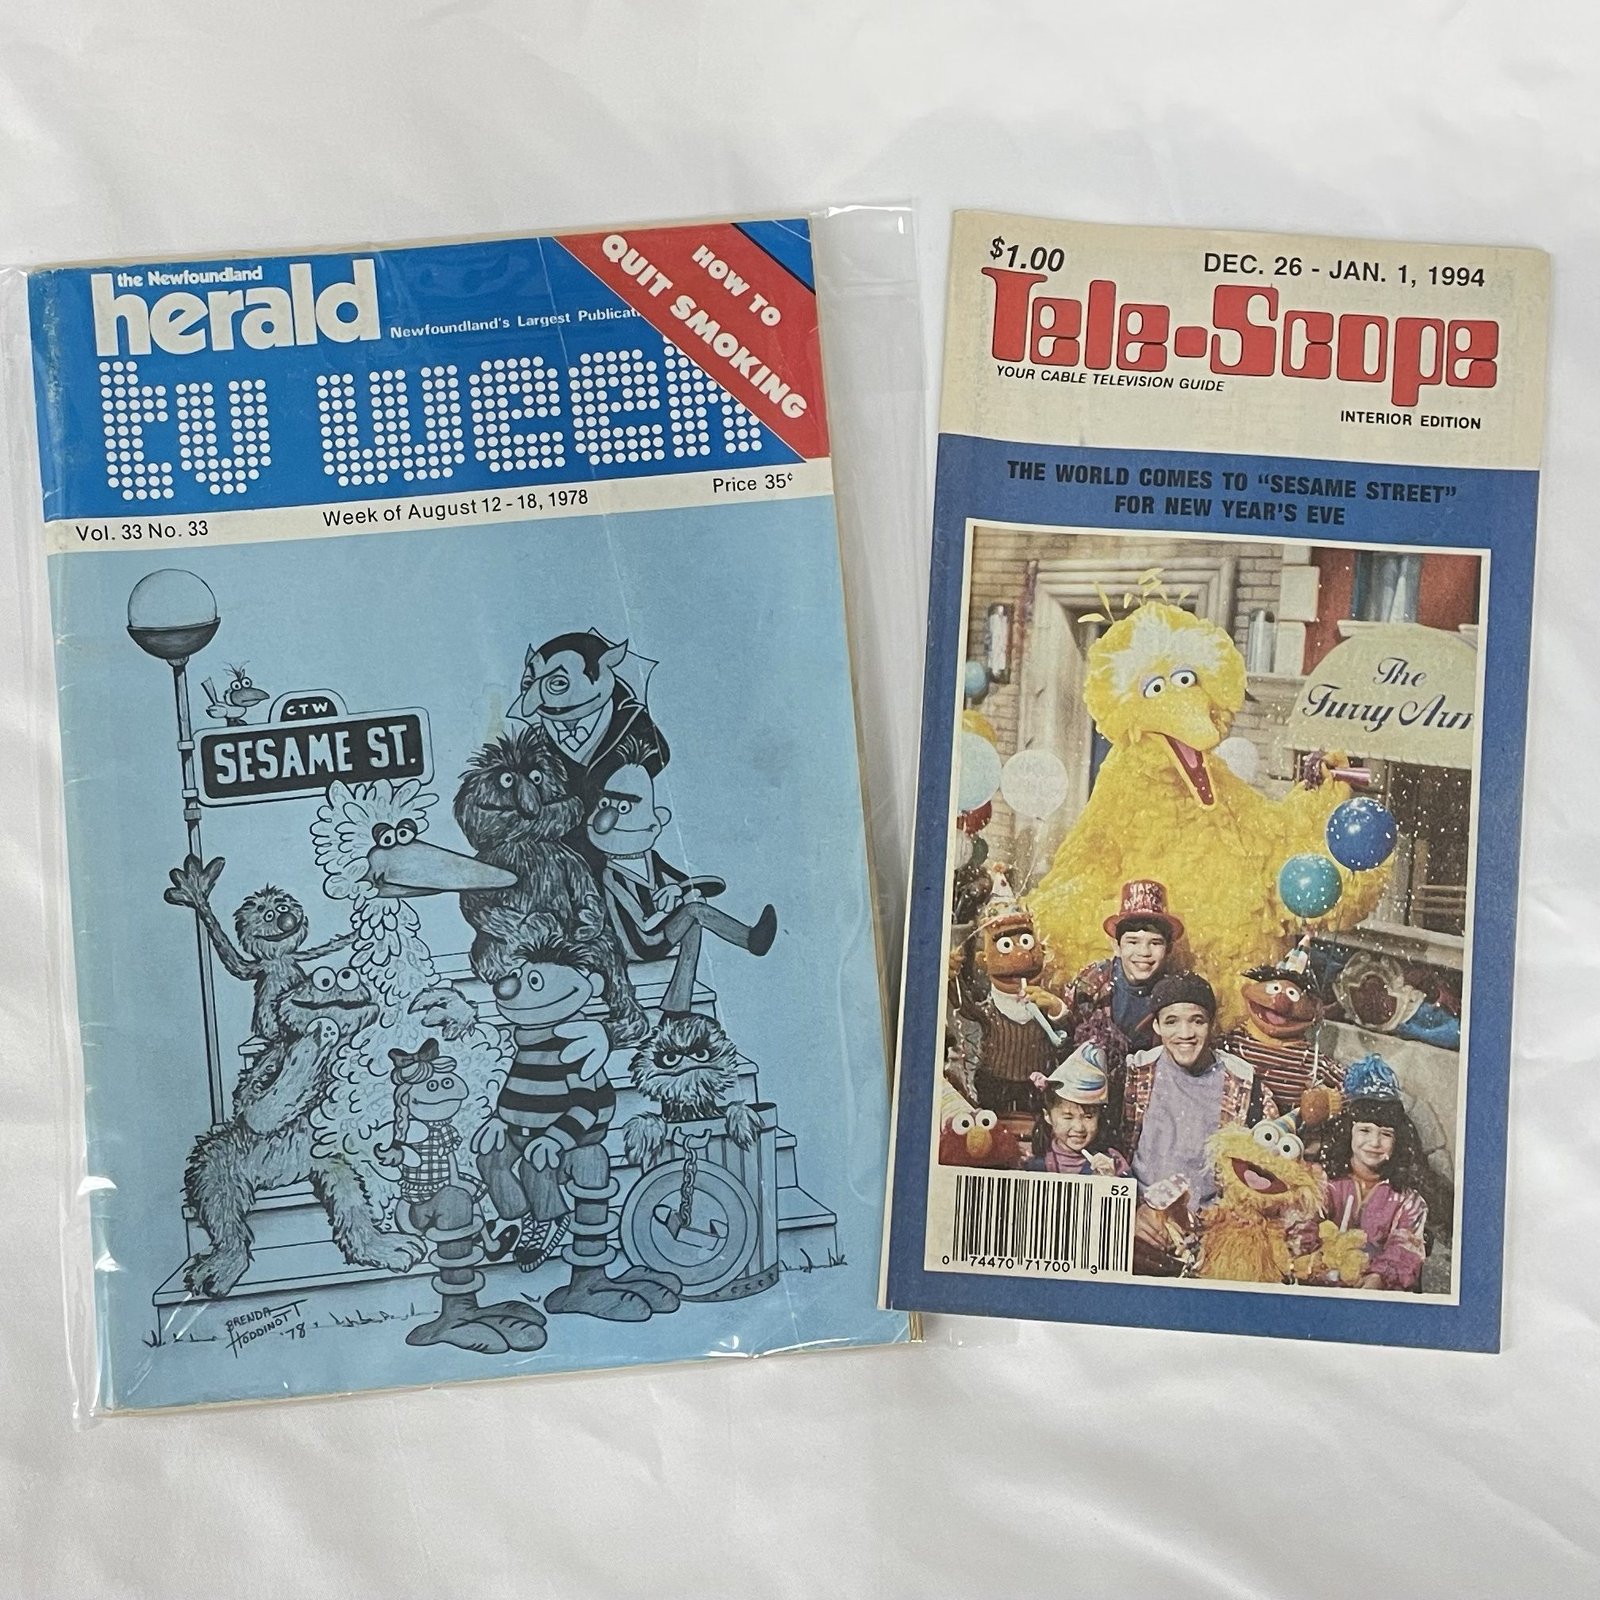 the Newfoundland
herald
Newfoundland's Largest
tv week
HOW TO
QUIT SMOKING
Vol. 33 No. 33
Week of August 12 - 18, 1978
Price 35¢
CTW
SESAME ST.
BRENDA
HODDINOTT
'78
$1.00
DEC. 26 - JAN. 1, 1994
Tele-Scope
YOUR CABLE TELEVISION GUIDE
INTERIOR EDITION
THE WORLD COMES TO "SESAME STREET"
FOR NEW YEAR'S EVE
The
Furry
52
0 74470 71700 3